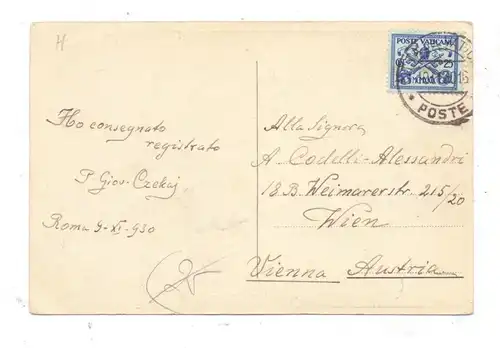 H
POSTE VATICANE
25
POSTE
Ho consegnato
registrato
P. Giov. Czekaj
Roma 9-XI-930
Alla Signora
A. Codelli-Alessandri
18.B. Weimarerstr. 215/20
Wien
Vienna Austria